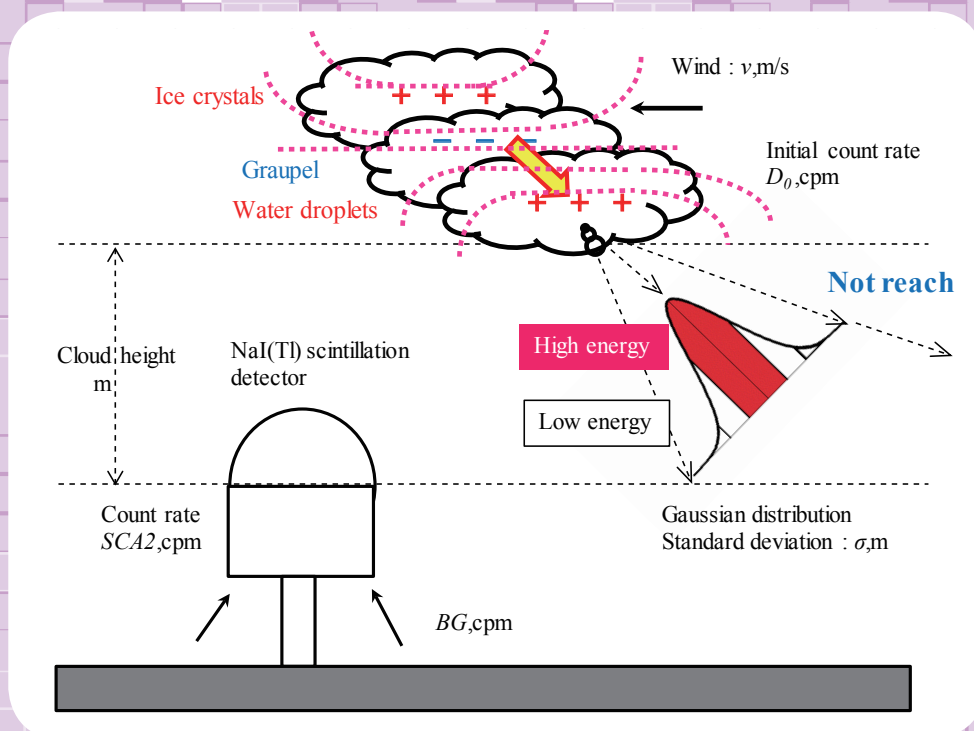 Wind : v,m/s
Ice crystals
+ + +
Initial count rate
D0,cpm
− − −
Graupel
Water droplets
+ + +
Not reach
High energy
Cloud height
m
NaI(Tl) scintillation
detector
Low energy
Count rate
SCA2,cpm
Gaussian distribution
Standard deviation : σ,m
BG,cpm